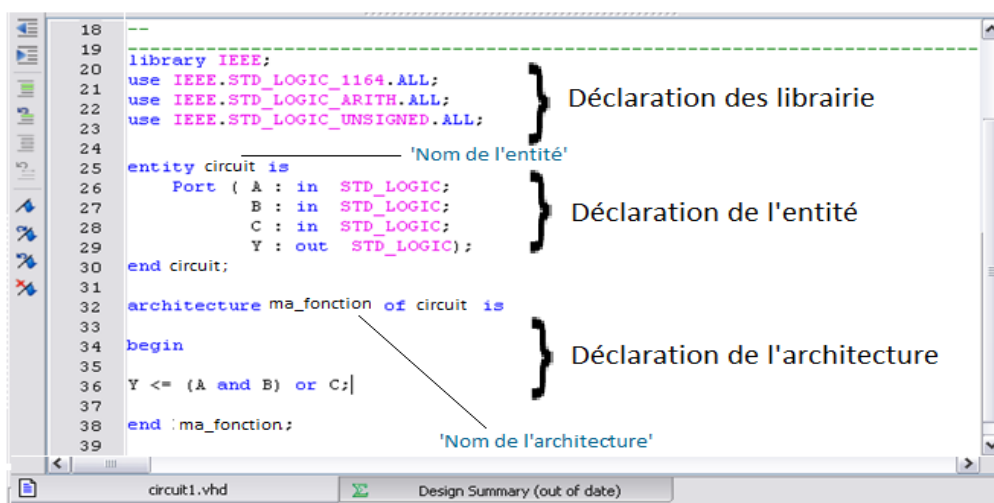 18 --
19 ------------------------------------------------------------------------
20 library IEEE;
21 use IEEE.STD_LOGIC_1164.ALL;
22 use IEEE.STD_LOGIC_ARITH.ALL;
23 use IEEE.STD_LOGIC_UNSIGNED.ALL;
Déclaration des librairie
24
'Nom de l'entité'
25 entity circuit is
26 Port ( A : in STD_LOGIC;
27 B : in STD_LOGIC;
Déclaration de l'entité
28 C : in STD_LOGIC;
29 Y : out STD_LOGIC);
30 end circuit;
31
32 architecture ma_fonction of circuit is
33
34 begin
Déclaration de l'architecture
35
36 Y <= (A and B) or C;
37
38 end ma_fonction;
'Nom de l'architecture'
39
circuit1.vhd
Design Summary (out of date)